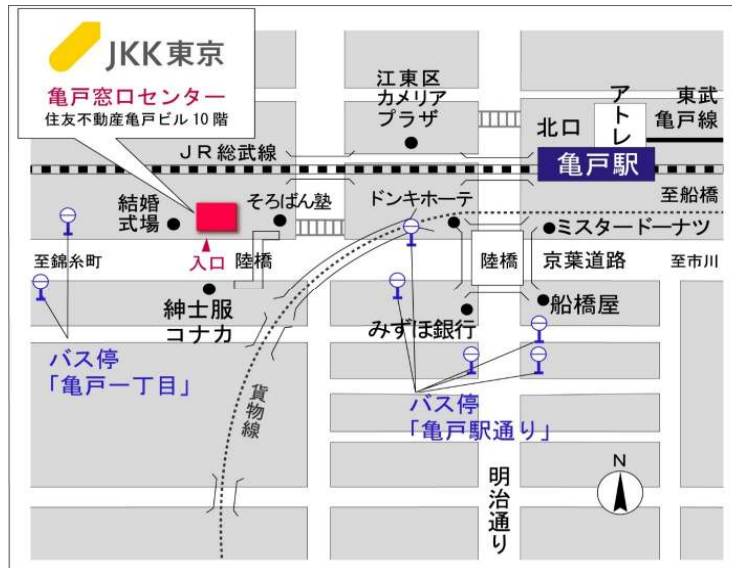 JKK東京
亀戸窓口センター
住友不動産亀戸ビル10階
江東区
カメリア
プラザ
北口
アトレ
東武
亀戸線
JR総武線
亀戸駅
至船橋
結婚
式場
そろばん塾
ドンキホーテ
ミスタードーナツ
至錦糸町
入口
陸橋
陸橋
京葉道路
至市川
紳士服
コナカ
みずほ銀行
船橋屋
バス停
「亀戸一丁目」
貨物線
バス停
「亀戸駅通り」
明治通り
N